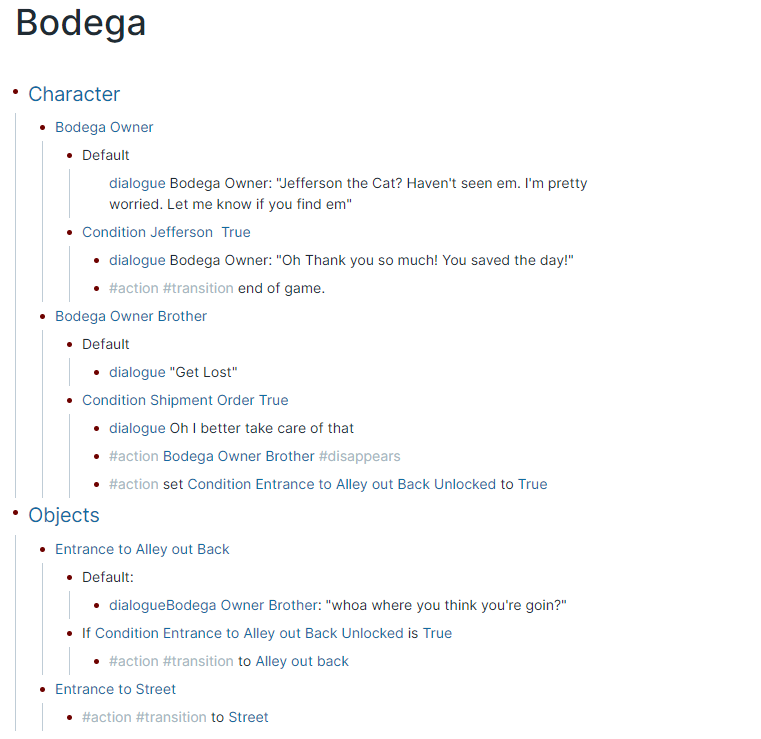 Bodega
Character
Bodega Owner
Default
dialogue Bodega Owner: "Jefferson the Cat? Haven't seen em. I'm pretty
worried. Let me know if you find em"
Condition Jefferson  True
dialogue Bodega Owner: "Oh Thank you so much! You saved the day!"
#action #transition end of game.
Bodega Owner Brother
Default
dialogue "Get Lost"
Condition Shipment Order True
dialogue Oh I better take care of that
#action Bodega Owner Brother #disappears
#action set Condition Entrance to Alley out Back Unlocked to True
Objects
Entrance to Alley out Back
Default:
dialogueBodega Owner Brother: "whoa where you think you're goin?"
If Condition Entrance to Alley out Back Unlocked is True
#action #transition to Alley out back
Entrance to Street
#action #transition to Street